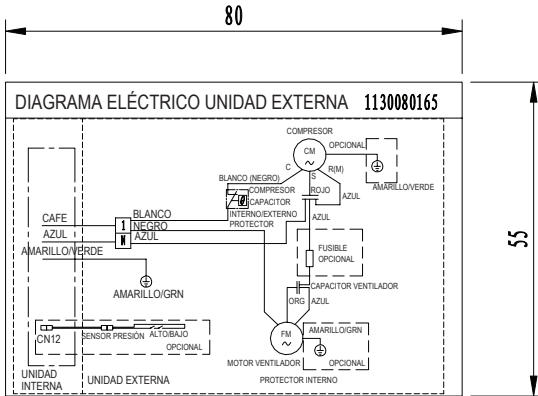 80
DIAGRAMA ELÉCTRICO UNIDAD EXTERNA 1130080165
COMPRESOR
CM
~
OPCIONAL
C
S
R(M)
BLANCO (NEGRO)
AMARILLO/VERDE
COMPRESOR
CAPACITOR
ROJO
AZUL
INTERNO/EXTERNO
PROTECTOR
AZUL
CAFE
1
BLANCO
NEGRO
AZUL
N
AZUL
AMARILLO/VERDE
FUSIBLE
OPCIONAL
AMARILLO/GRN
CAPACITOR VENTILADOR
ORG
AZUL
CN12
SENSOR PRESIÓN
ALTO/BAJO
OPCIONAL
FM
~
AMARILLO/GRN
OPCIONAL
MOTOR VENTILADOR
PROTECTOR INTERNO
UNIDAD
INTERNA
UNIDAD EXTERNA
55